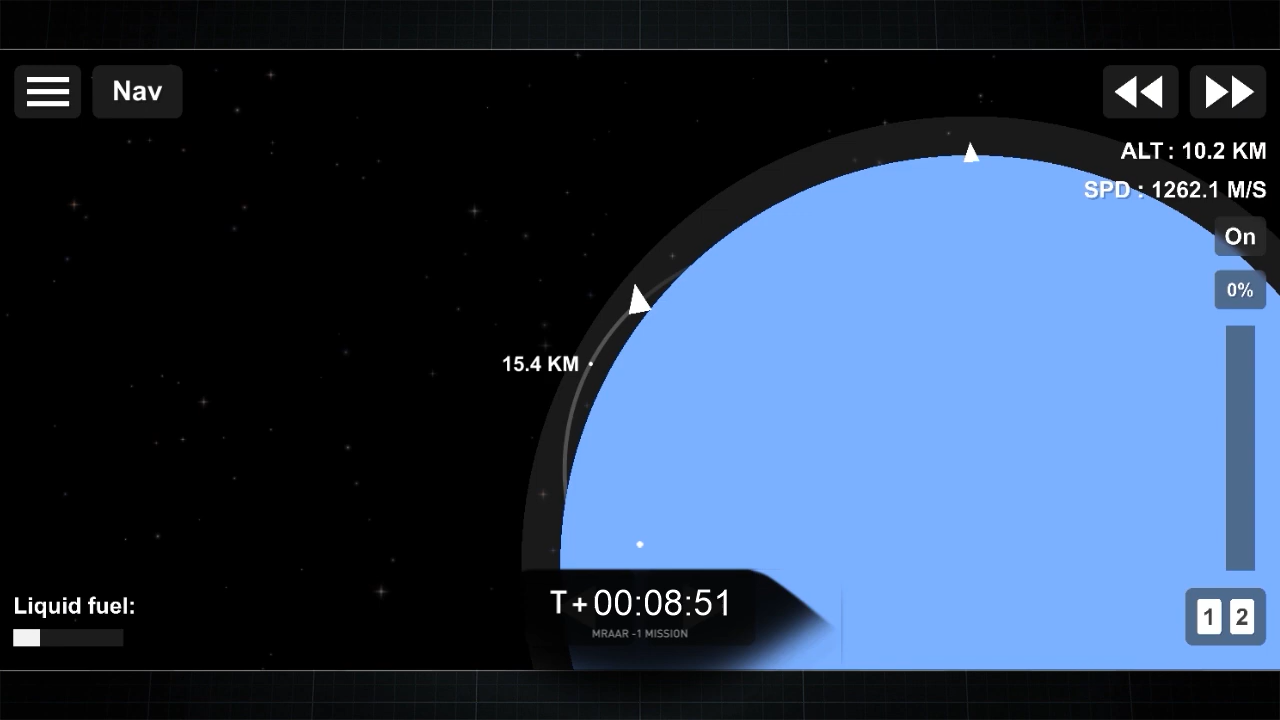 Nav
ALT : 10.2 KM
SPD : 1262.1 M/S
On
0%
15.4 KM
Liquid fuel:
T+00:08:51
MRAAR -1 MISSION
1 2